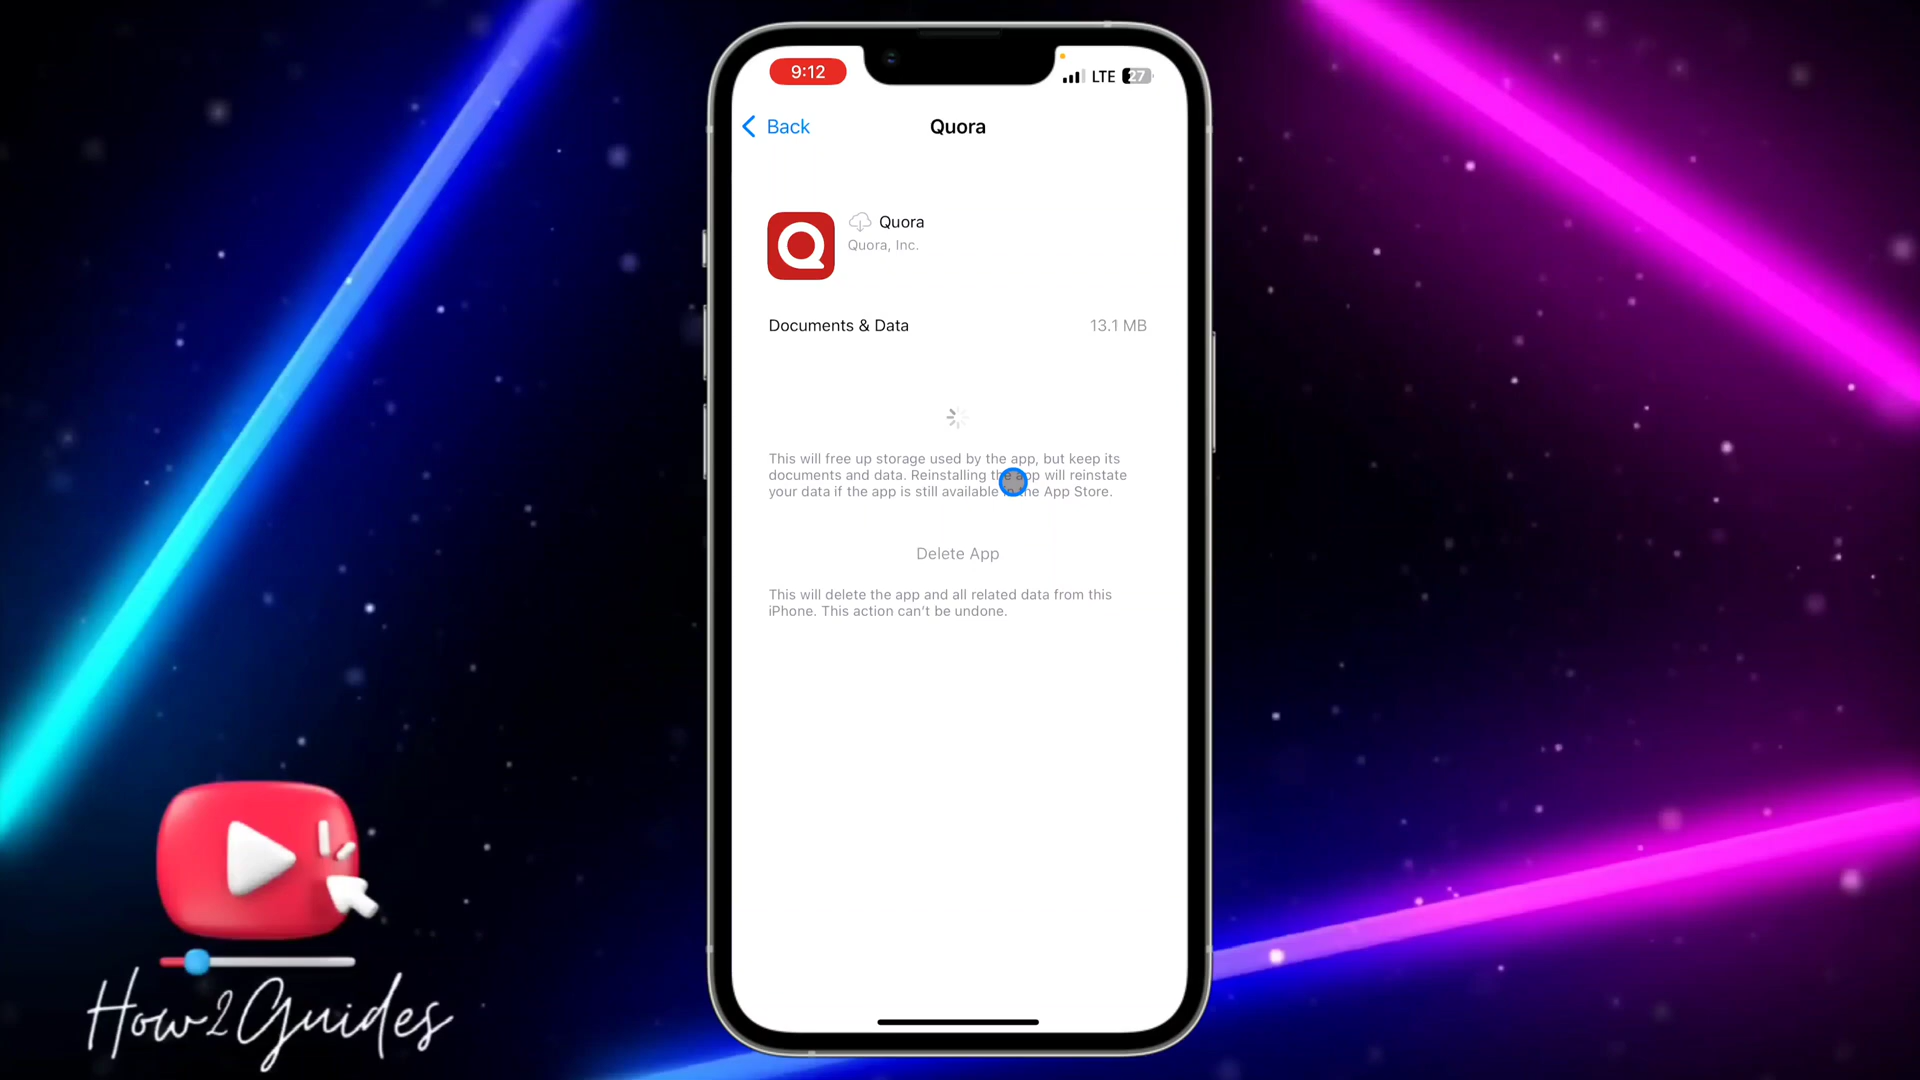 9:12
LTE 27
Back
Quora
Quora
Quora, Inc.
Documents & Data 13.1 MB
This will free up storage used by the app, but keep its
documents and data. Reinstalling the app will reinstate
your data if the app is still available in the App Store.
Delete App
This will delete the app and all related data from this
iPhone. This action can't be undone.
How2Guides